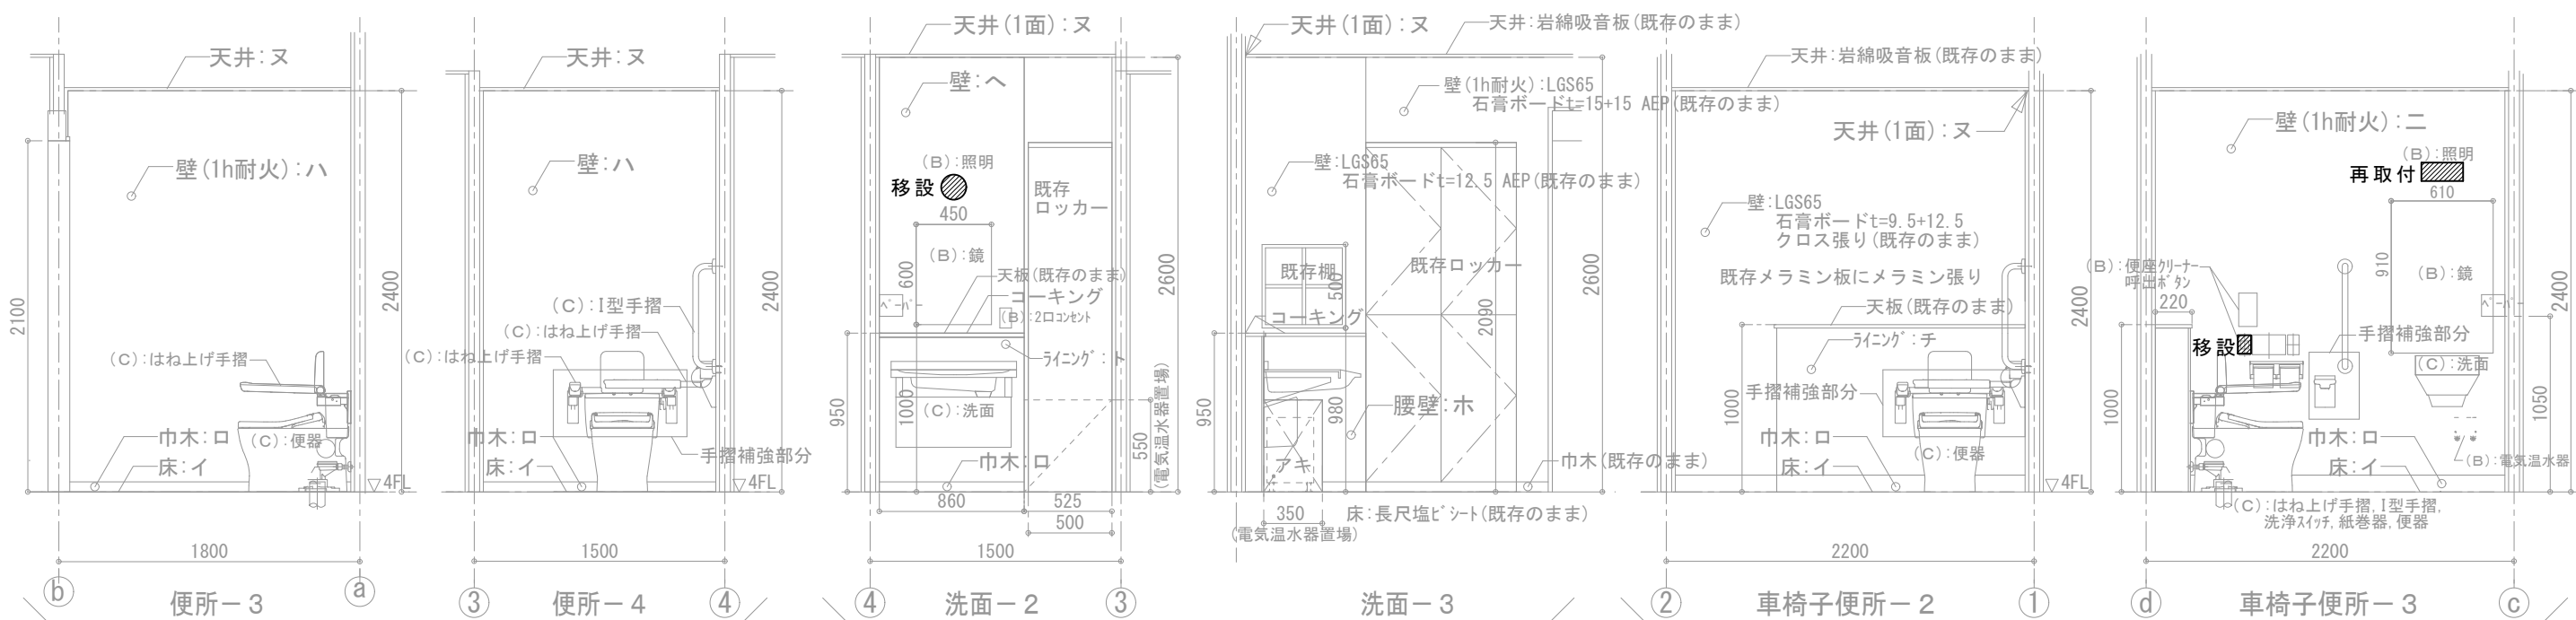 天井:ヌ
壁(1h耐火):ハ
2100
2400
(C):はね上げ手摺
巾木:ロ
(C):便器
床:イ
4FL
1800
b
a
便所－3
天井:ヌ
壁:ハ
2400
(C):I型手摺
(C):はね上げ手摺
(C):はね上げ手摺
巾木:ロ
手摺補強部分
床:イ
4FL
1500
3
4
便所－4
天井(1面):ヌ
壁:ヘ
(B):照明
移設
既存
ロッカー
450
600
(B):鏡
2600
天板(既存のまま)
コーキング
ペーパー
(B):2口コンセント
ライニング:ト
950
1000
(C):洗面
550
(電気温水器置場)
巾木:ロ
860
525
500
1500
4
3
洗面－2
天井(1面):ヌ
天井:岩綿吸音板(既存のまま)
壁(1h耐火):LGS65
石膏ボードt=15+15 AEP(既存のまま)
壁:LGS65
石膏ボードt=12.5 AEP(既存のまま)
既存棚
既存ロッカー
500
2600
コーキング
2090
950
980
腰壁:ホ
アキ
巾木(既存のまま)
350
床:長尺塩ビシート(既存のまま)
(電気温水器置場)
洗面－3
天井:岩綿吸音板(既存のまま)
天井(1面):ヌ
壁:LGS65
石膏ボードt=9.5+12.5
クロス張り(既存のまま)
既存メラミン板にメラミン張り
2400
天板(既存のまま)
ライニング:チ
手摺補強部分
1000
巾木:ロ
床:イ
(C):便器
4FL
2200
2
1
車椅子便所－2
壁(1h耐火):ニ
(B):照明
再取付
610
910
(B):鏡
2400
(B):便座クリーナー
呼出ボタン
220
ペーパー
手摺補強部分
移設
(C):洗面
1000
1050
巾木:ロ
床:イ
(B):電気温水器
(C):はね上げ手摺,I型手摺,
洗浄スイッチ,紙巻器,便器
2200
d
c
車椅子便所－3